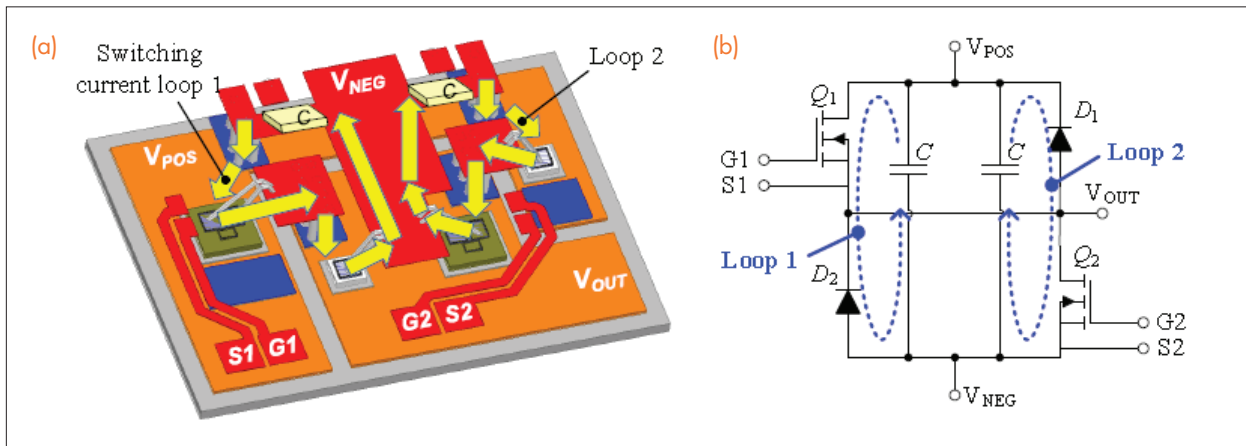 (a)
Switching
current loop 1
Loop 2
V_NEG
C
C
V_POS
V_OUT
S1
G1
G2
S2
(b)
V_POS
Q_1
D_1
G1
S1
C
C
Loop 2
V_OUT
Loop 1
D_2
Q_2
G2
S2
V_NEG